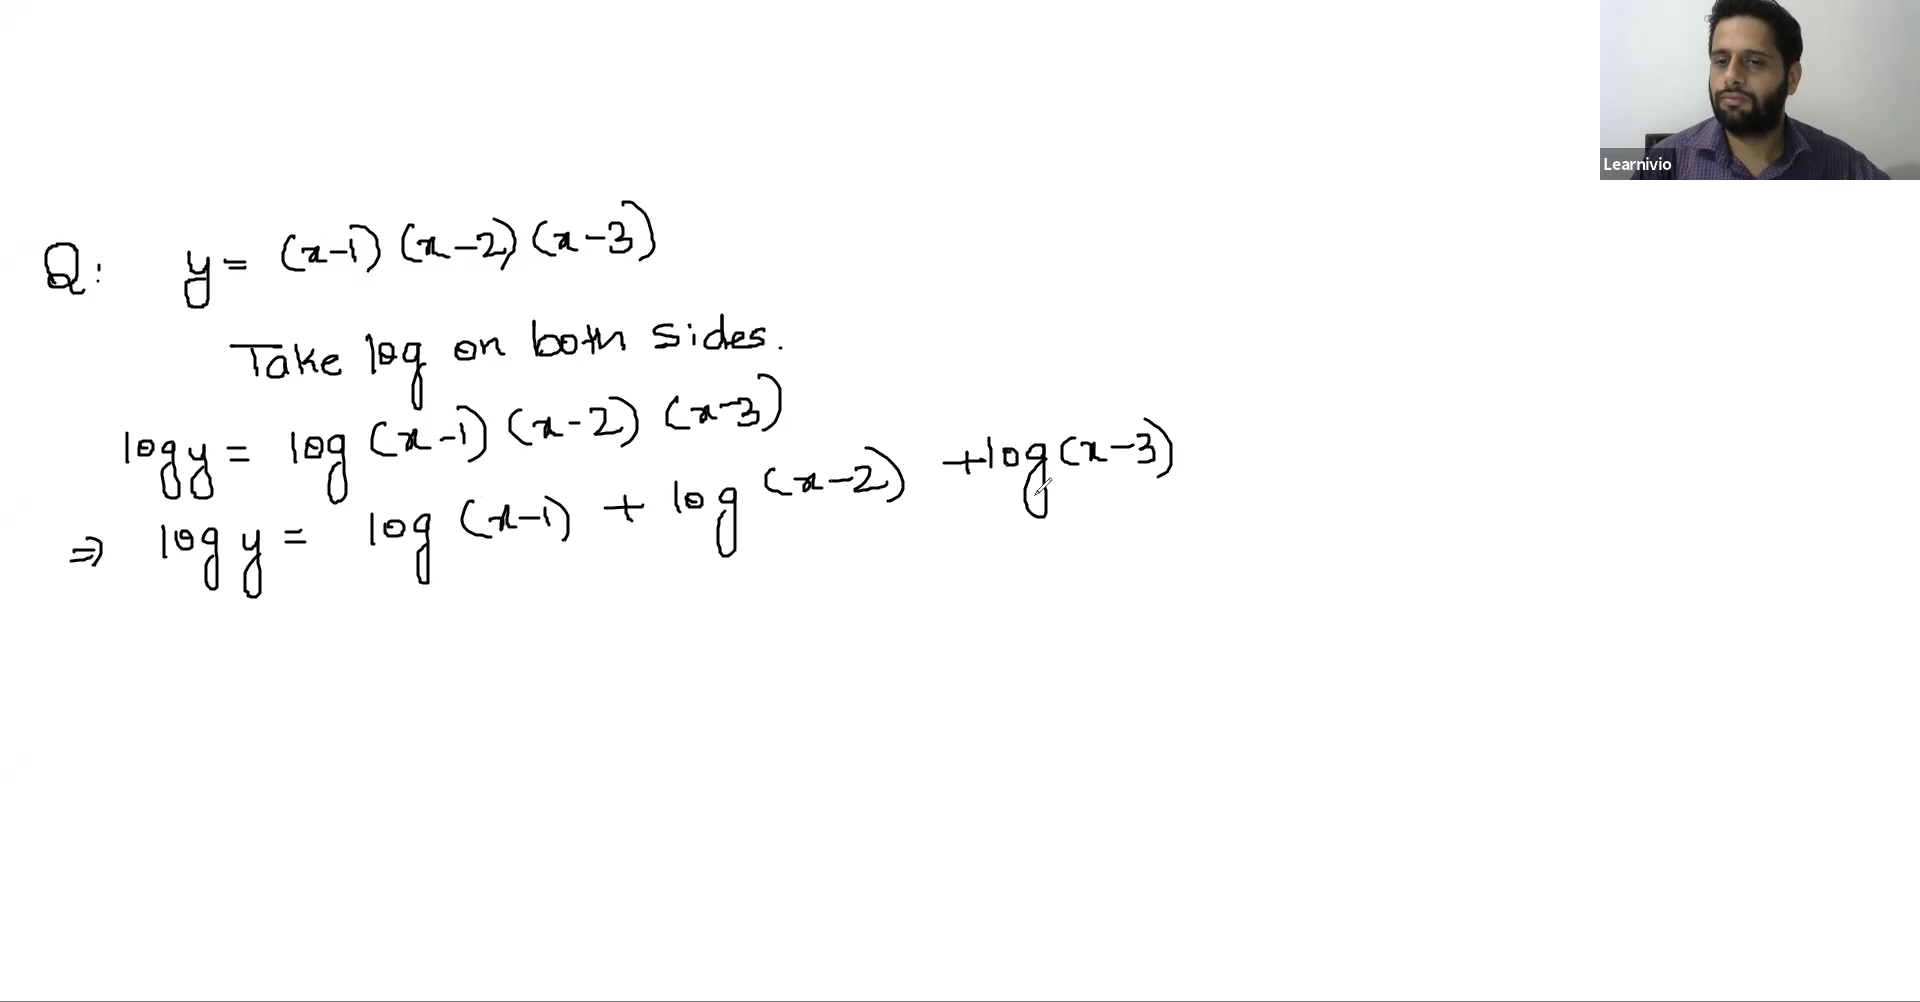 Learnivio
Q: y = (x-1) (x-2) (x-3)
Take log on both sides.
log y = log (x-1) (x-2) (x-3)
⇒ log y = log (x-1) + log (x-2) + log (x-3)